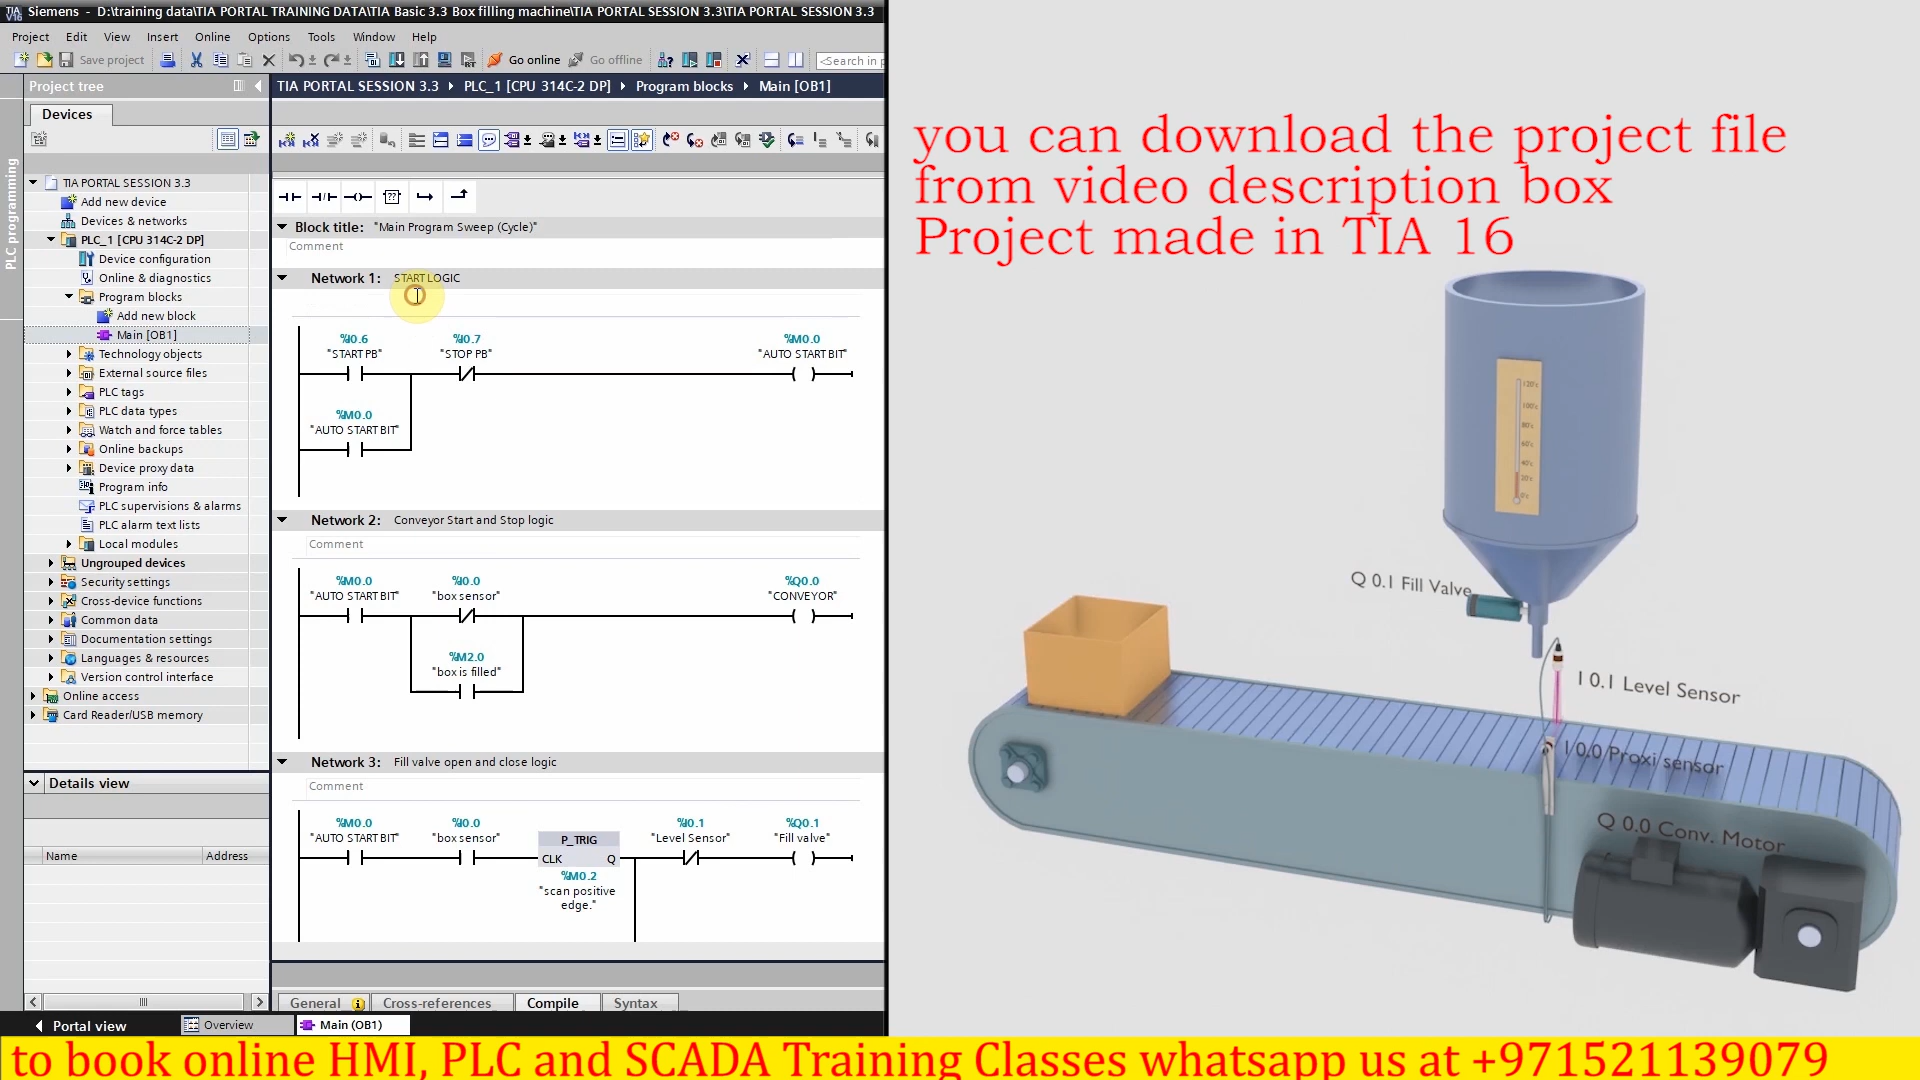 Siemens - D:\training data\TIA PORTAL TRAINING DATA\TIA Basic 3.3 Box filling machine\TIA PORTAL SESSION 3.3\TIA PORTAL SESSION 3.3
Project Edit View Insert Online Options Tools Window Help
Save project Go online Go offline <Search in p
Project tree
TIA PORTAL SESSION 3.3 PLC_1 [CPU 314C-2 DP] Program blocks Main [OB1]
Devices
PLC programming
TIA PORTAL SESSION 3.3
Add new device
Devices & networks
PLC_1 [CPU 314C-2 DP]
Device configuration
Online & diagnostics
Program blocks
Add new block
Main [OB1]
Technology objects
External source files
PLC tags
PLC data types
Watch and force tables
Online backups
Device proxy data
Program info
PLC supervisions & alarms
PLC alarm text lists
Local modules
Ungrouped devices
Security settings
Cross-device functions
Common data
Documentation settings
Languages & resources
Version control interface
Online access
Card Reader/USB memory
Details view
Name Address
Block title: "Main Program Sweep (Cycle)"
Comment
Network 1: START LOGIC
%I0.6 %I0.7 %M0.0
"START PB" "STOP PB" "AUTO START BIT"
%M0.0
"AUTO START BIT"
Network 2: Conveyor Start and Stop logic
Comment
%M0.0 %I0.0 %Q0.0
"AUTO START BIT" "box sensor" "CONVEYOR"
%M2.0
"box is filled"
Network 3: Fill valve open and close logic
Comment
%M0.0 %I0.0 %I0.1 %Q0.1
"AUTO START BIT" "box sensor" P_TRIG "Level Sensor" "Fill valve"
CLK Q
%M0.2
"scan positive
edge."
General Cross-references Compile Syntax
Portal view Overview Main (OB1)
you can download the project file
from video description box
Project made in TIA 16
120°c
100°c
80°c
60°c
40°c
20°c
0°c
Q 0.1 Fill Valve
I 0.1 Level Sensor
I 0.0 Proxi sensor
Q 0.0 Conv. Motor
to book online HMI, PLC and SCADA Training Classes whatsapp us at +971521139079